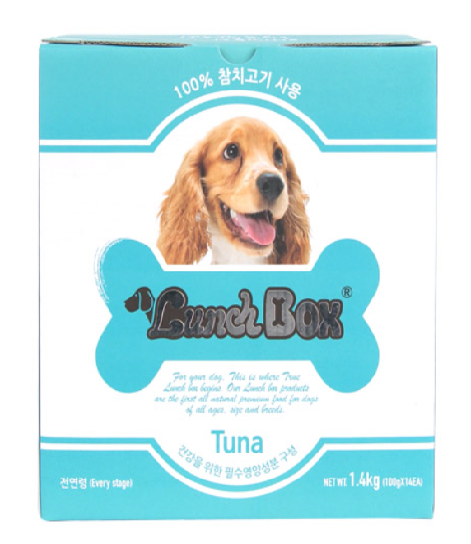 100% 참치고기 사용
Lunch Box®
For your dog, This is where True
Lunch box begins. Our Lunch box products
are the first all natural premium food for dogs
of all ages, size and breeds.
Tuna
건강을 위한 필수영양성분 구성
전연령 (Every stage)
NET WT. 1.4kg (100gX14EA)